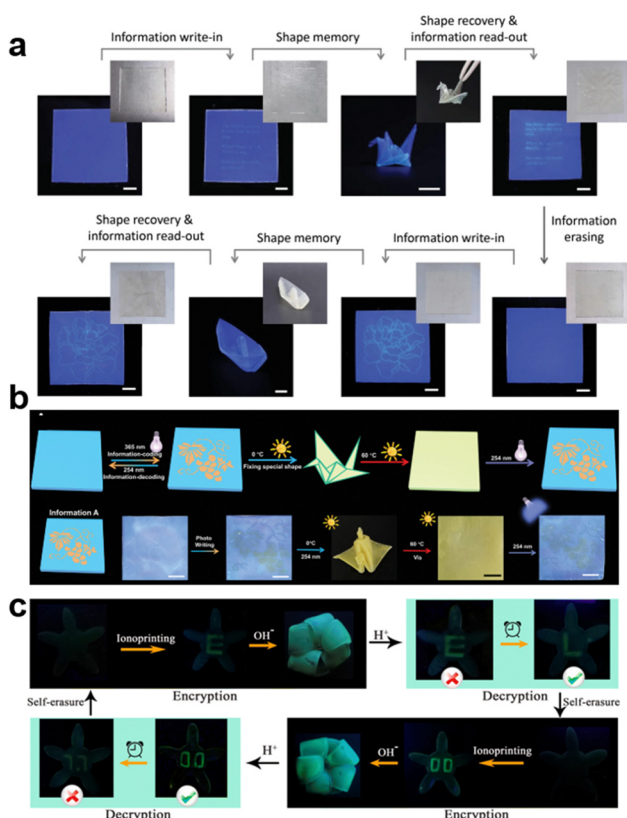 a
Information write-in
Shape memory
Shape recovery &
information read-out
Shape recovery &
information read-out
Shape memory
Information write-in
Information
erasing
b
365 nm
Information-coding
254 nm
Information-decoding
0 °C
Fixing special shape
60 °C
254 nm
Information A
Photo
Writing
0°C
254 nm
60 °C
Vis
254 nm
c
Ionoprinting
E
OH⁻
Encryption
H⁺
E
L
Decryption
Self-erasure
Self-erasure
H⁺
00
OH⁻
00
Ionoprinting
Decryption
Encryption